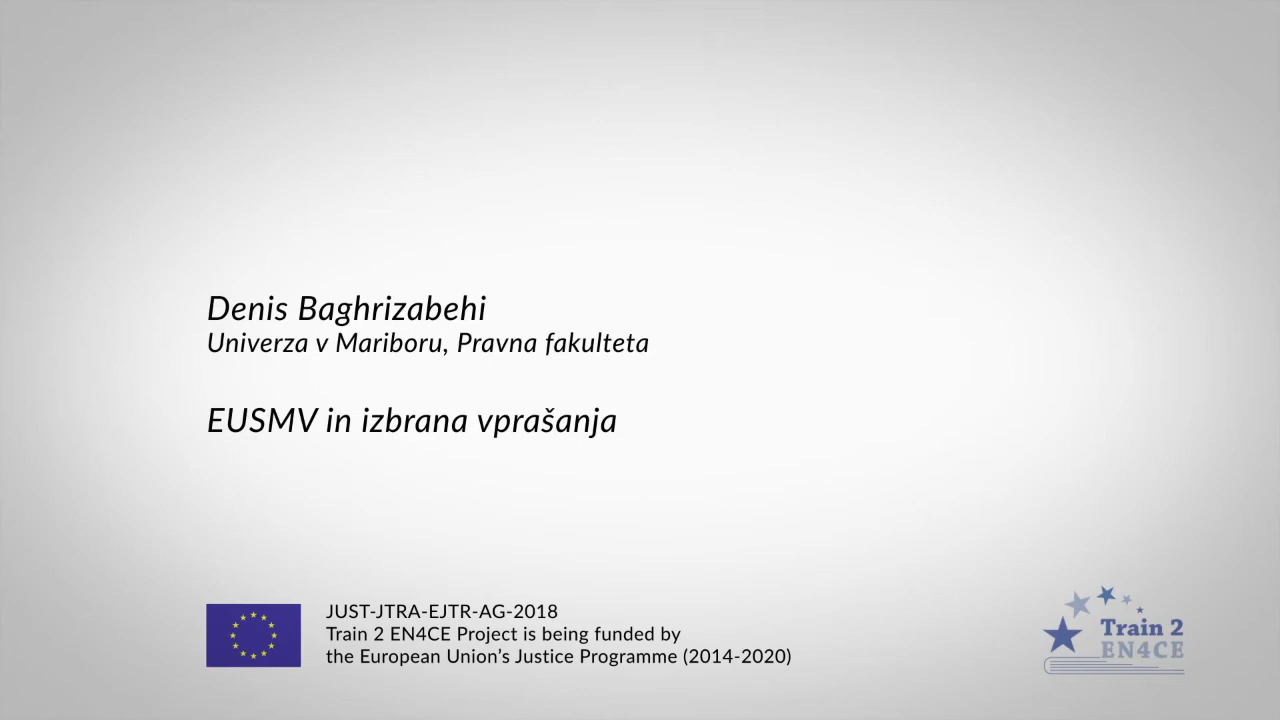 Denis Baghrizabehi
Univerza v Mariboru, Pravna fakulteta
EUSMV in izbrana vprašanja
JUST-JTRA-EJTR-AG-2018
Train 2 EN4CE Project is being funded by
the European Union’s Justice Programme (2014-2020)
Train 2
EN4CE